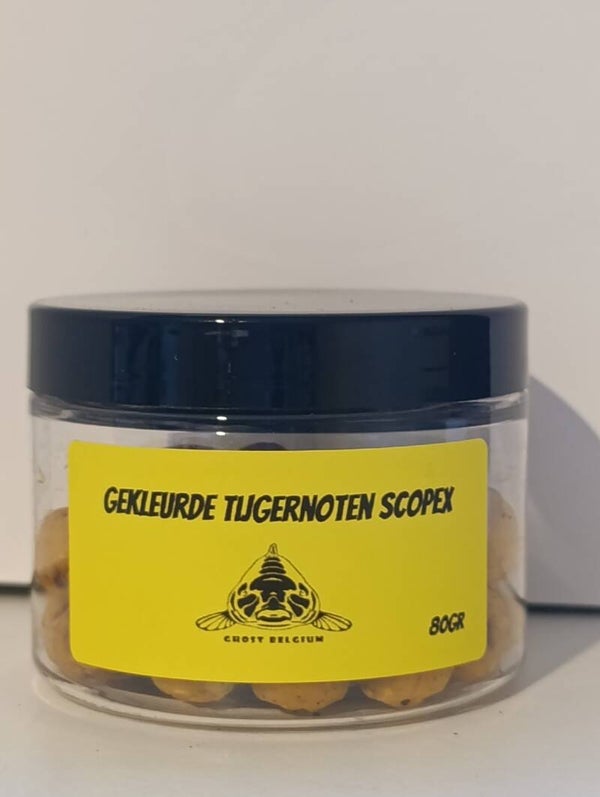 GEKLEURDE TIJGERNOTEN SCOPEX
GHOST BELGIUM
80GR